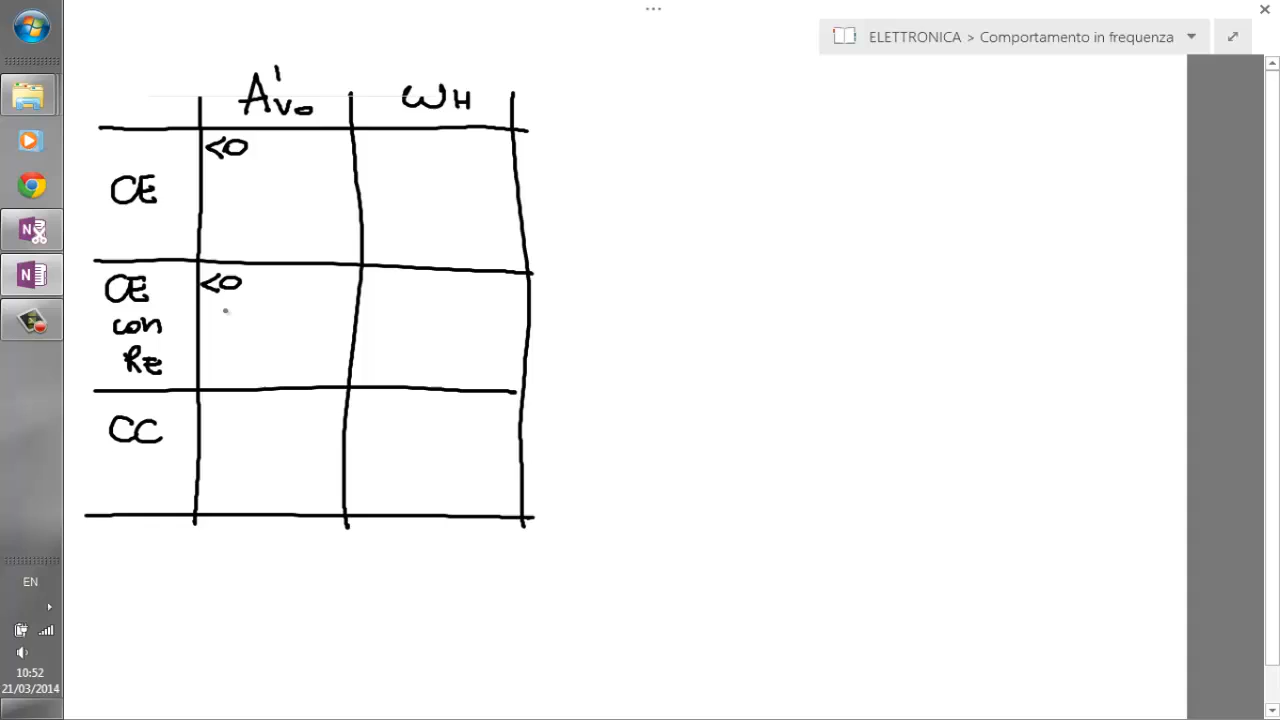 ELETTRONICA > Comportamento in frequenza
A'vo ωH
<0
CE
CE <0
con
RE
CC
EN
10:52
21/03/2014